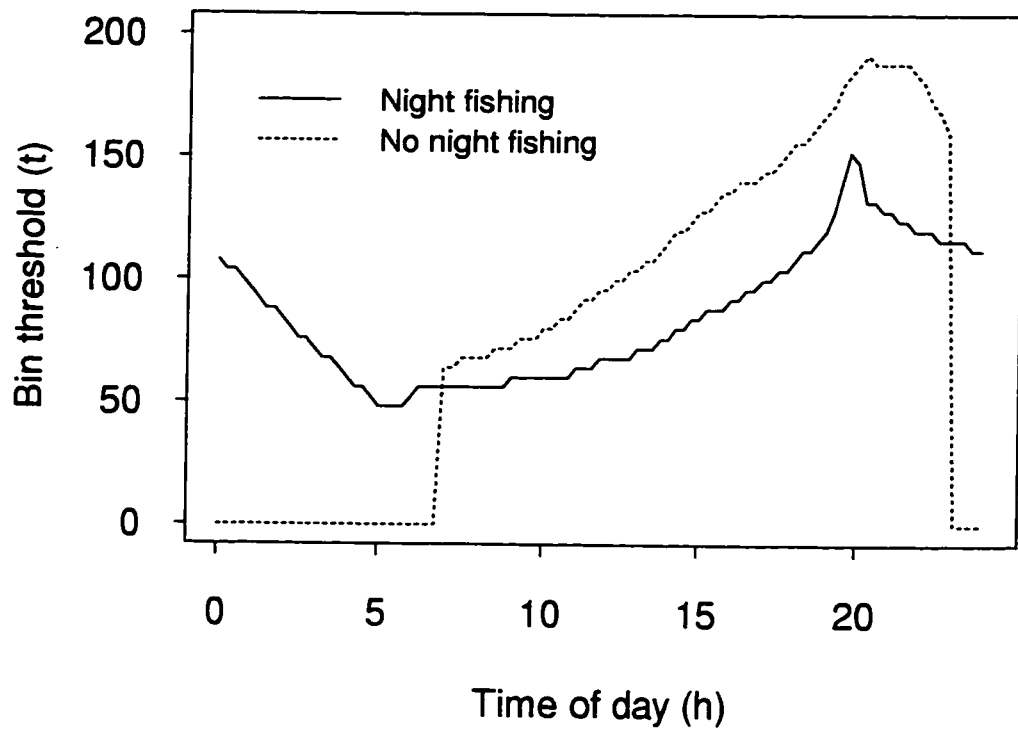 200
150
100
50
0
Bin threshold (t)
Night fishing
No night fishing
0 5 10 15 20
Time of day (h)